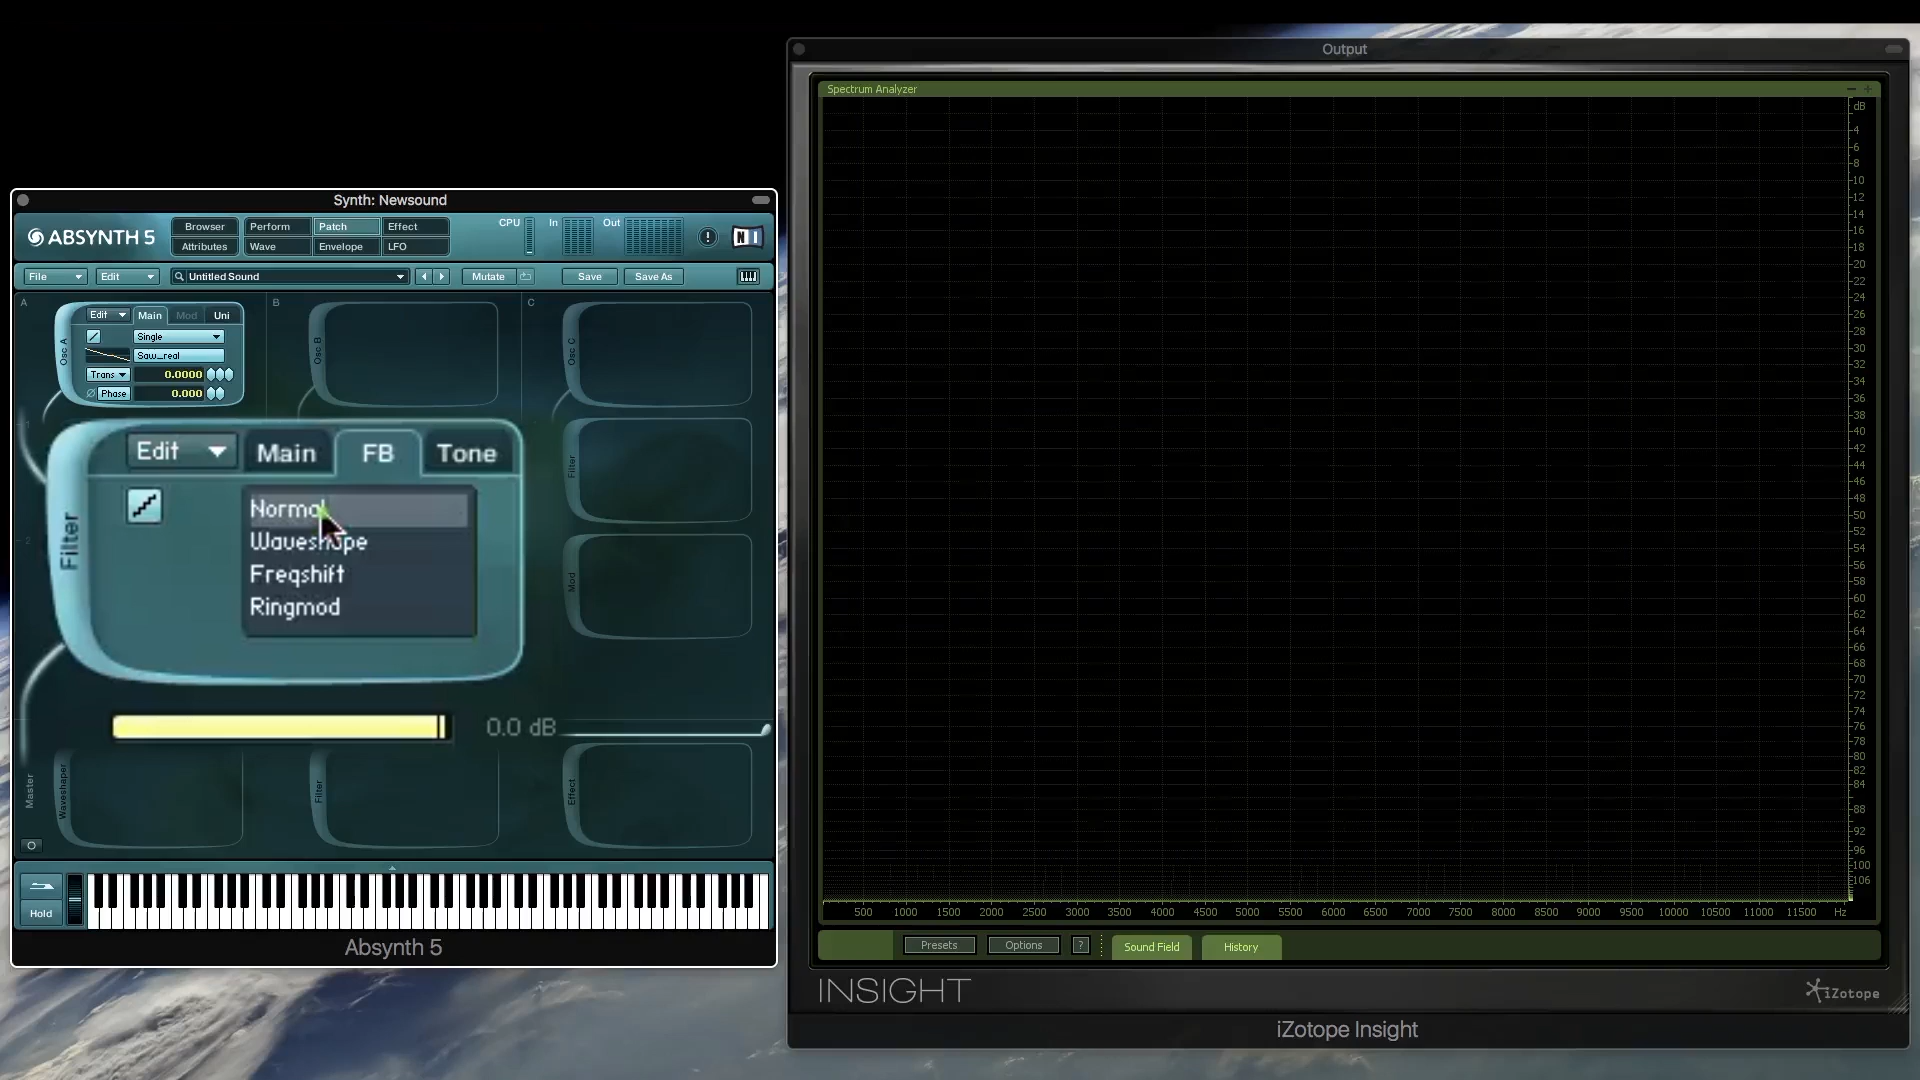 Output
Spectrum Analyzer
Synth: Newsound
ABSYNTH 5
Browser Perform Patch Effect
Attributes Wave Envelope LFO
CPU In Out
NI
File Edit Untitled Sound Mutate Save Save As
A B C
Edit Main Mod Uni
Single
Saw_real
Trans 0.0000
Phase 0.000
Osc A
Osc B
Osc C
Edit Main FB Tone
Filter
Normal
Waveshape
Freqshift
Ringmod
Filter
Mod
0.0 dB
Master
Waveshaper
Filter
Effect
Hold
Absynth 5
dB
4
6
8
10
12
14
16
18
20
22
24
26
28
30
32
34
36
38
40
42
44
46
48
50
52
54
56
58
60
62
64
66
68
70
72
74
76
78
80
82
84
88
92
96
100
106
500 1000 1500 2000 2500 3000 3500 4000 4500 5000 5500 6000 6500 7000 7500 8000 8500 9000 9500 10000 10500 11000 11500 Hz
Presets Options ? Sound Field History
INSIGHT
iZotope
iZotope Insight